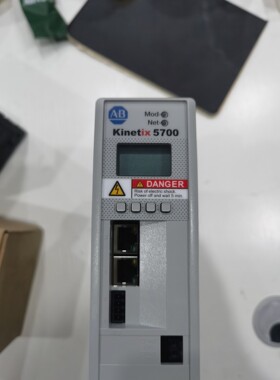 AB
Mod
Net
Kinetix 5700
DANGER
Risk of electric shock
Power off and wait 5 min.